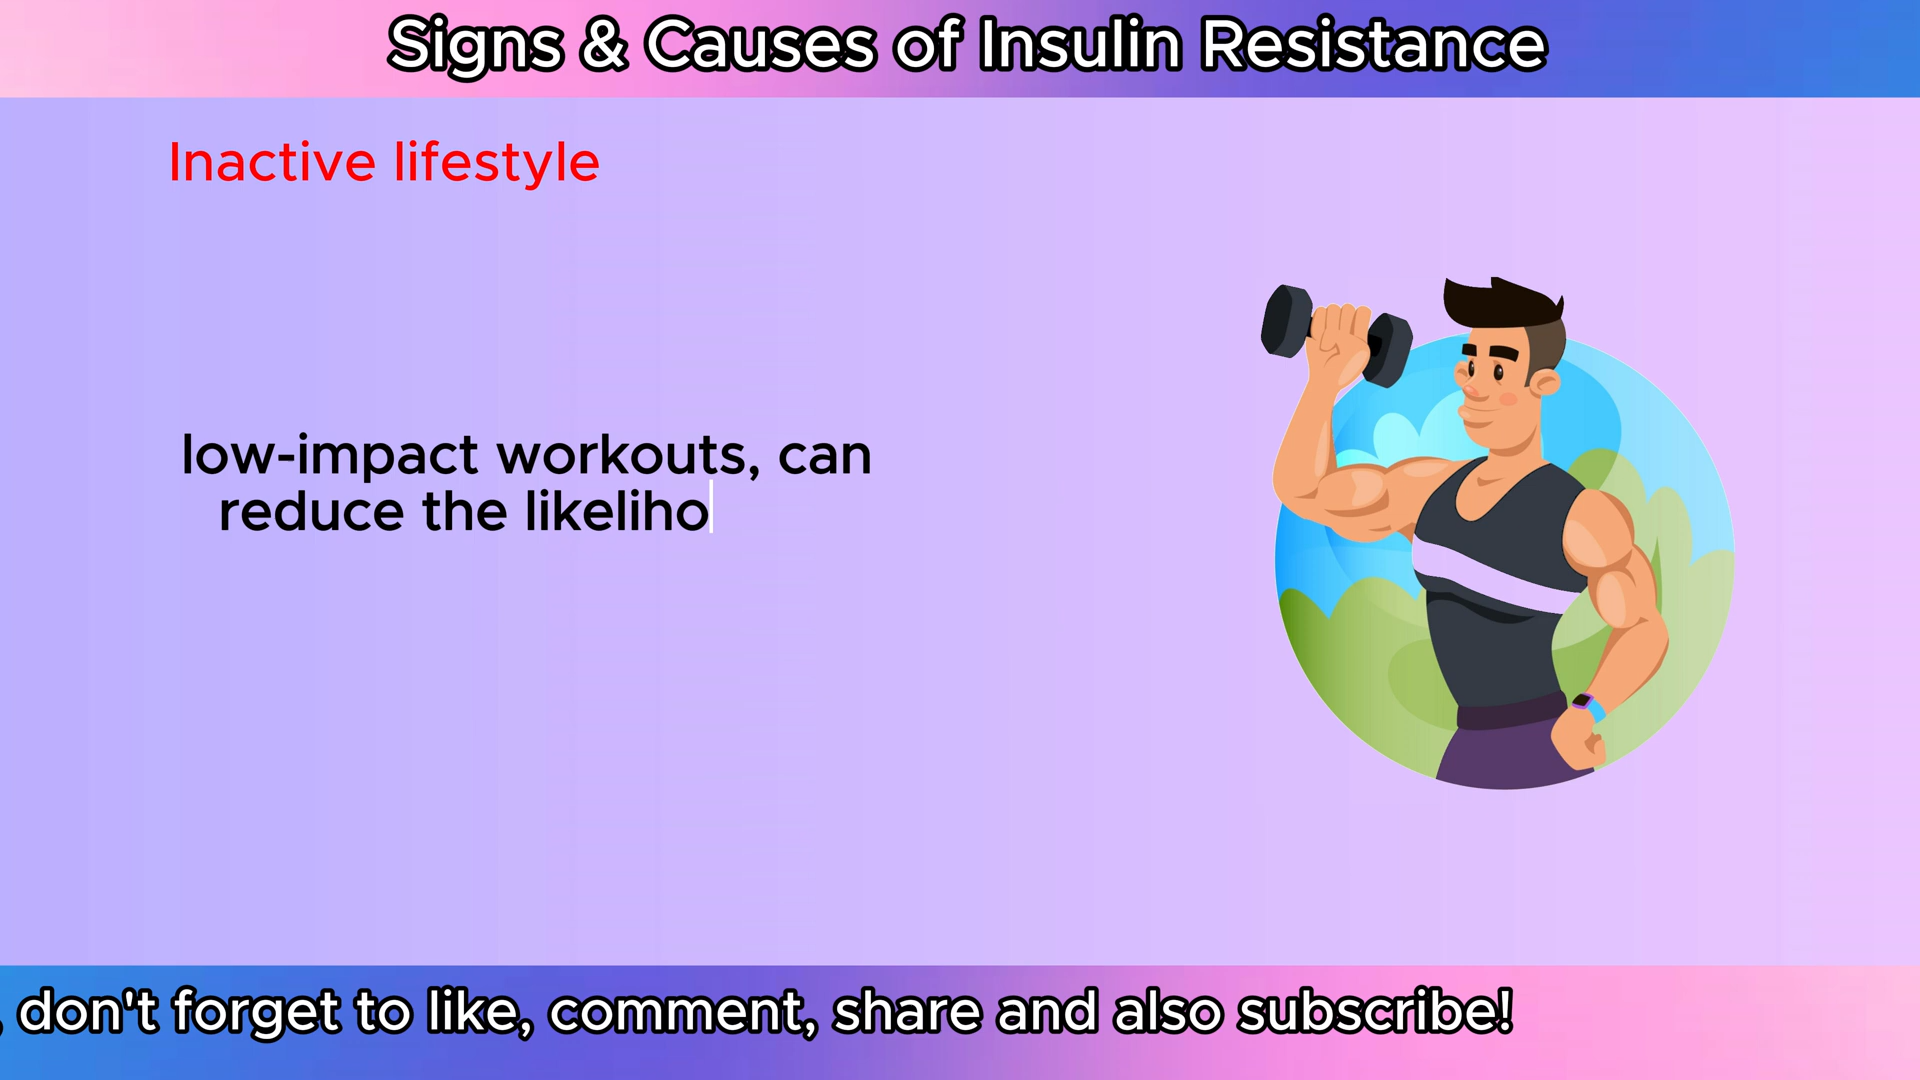 Signs & Causes of Insulin Resistance
Inactive lifestyle
low-impact workouts, can
reduce the likeliho
, don't forget to like, comment, share and also subscribe!